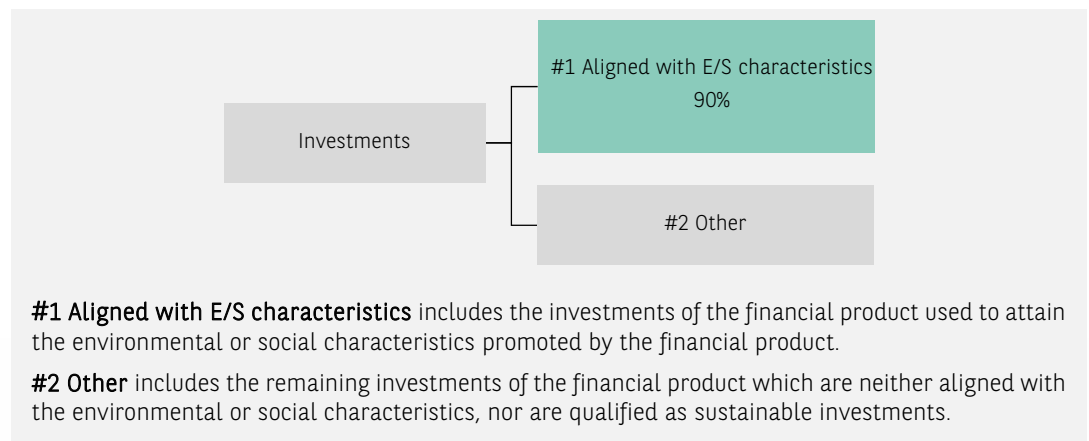 #1 Aligned with E/S characteristics
90%
Investments
#2 Other
#1 Aligned with E/S characteristics includes the investments of the financial product used to attain
the environmental or social characteristics promoted by the financial product.
#2 Other includes the remaining investments of the financial product which are neither aligned with
the environmental or social characteristics, nor are qualified as sustainable investments.